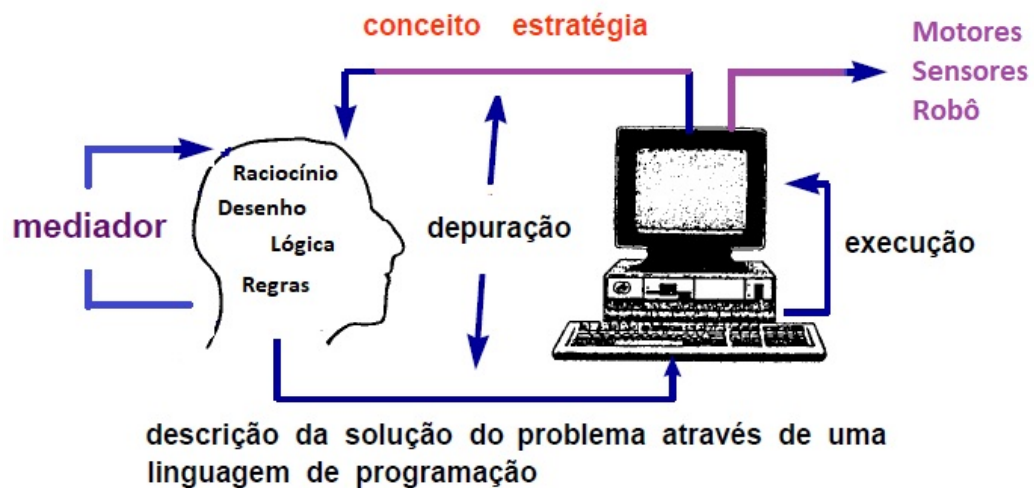 conceito estratégia
Motores
Sensores
Robô
Raciocínio
Desenho
Lógica
Regras
mediador
depuração
execução
descrição da solução do problema através de uma
linguagem de programação